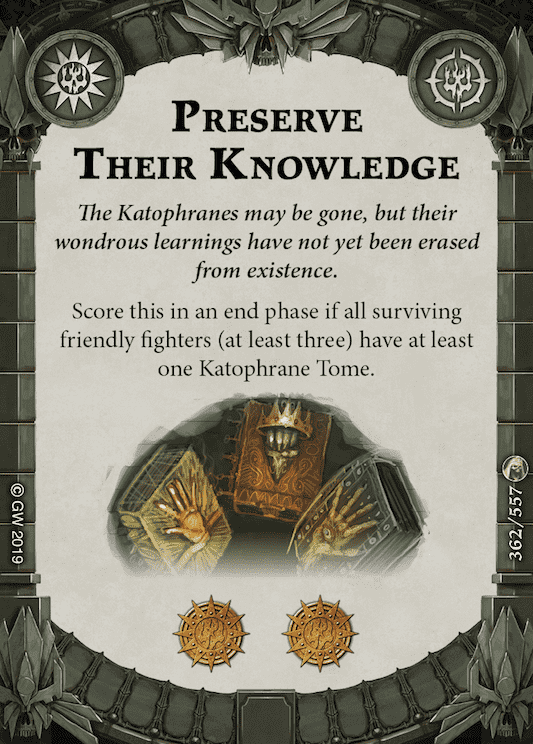 PRESERVE
THEIR KNOWLEDGE
The Katophranes may be gone, but their
wondrous learnings have not yet been erased
from existence.
Score this in an end phase if all surviving
friendly fighters (at least three) have at least
one Katophrane Tome.
© GW 2019
362/557